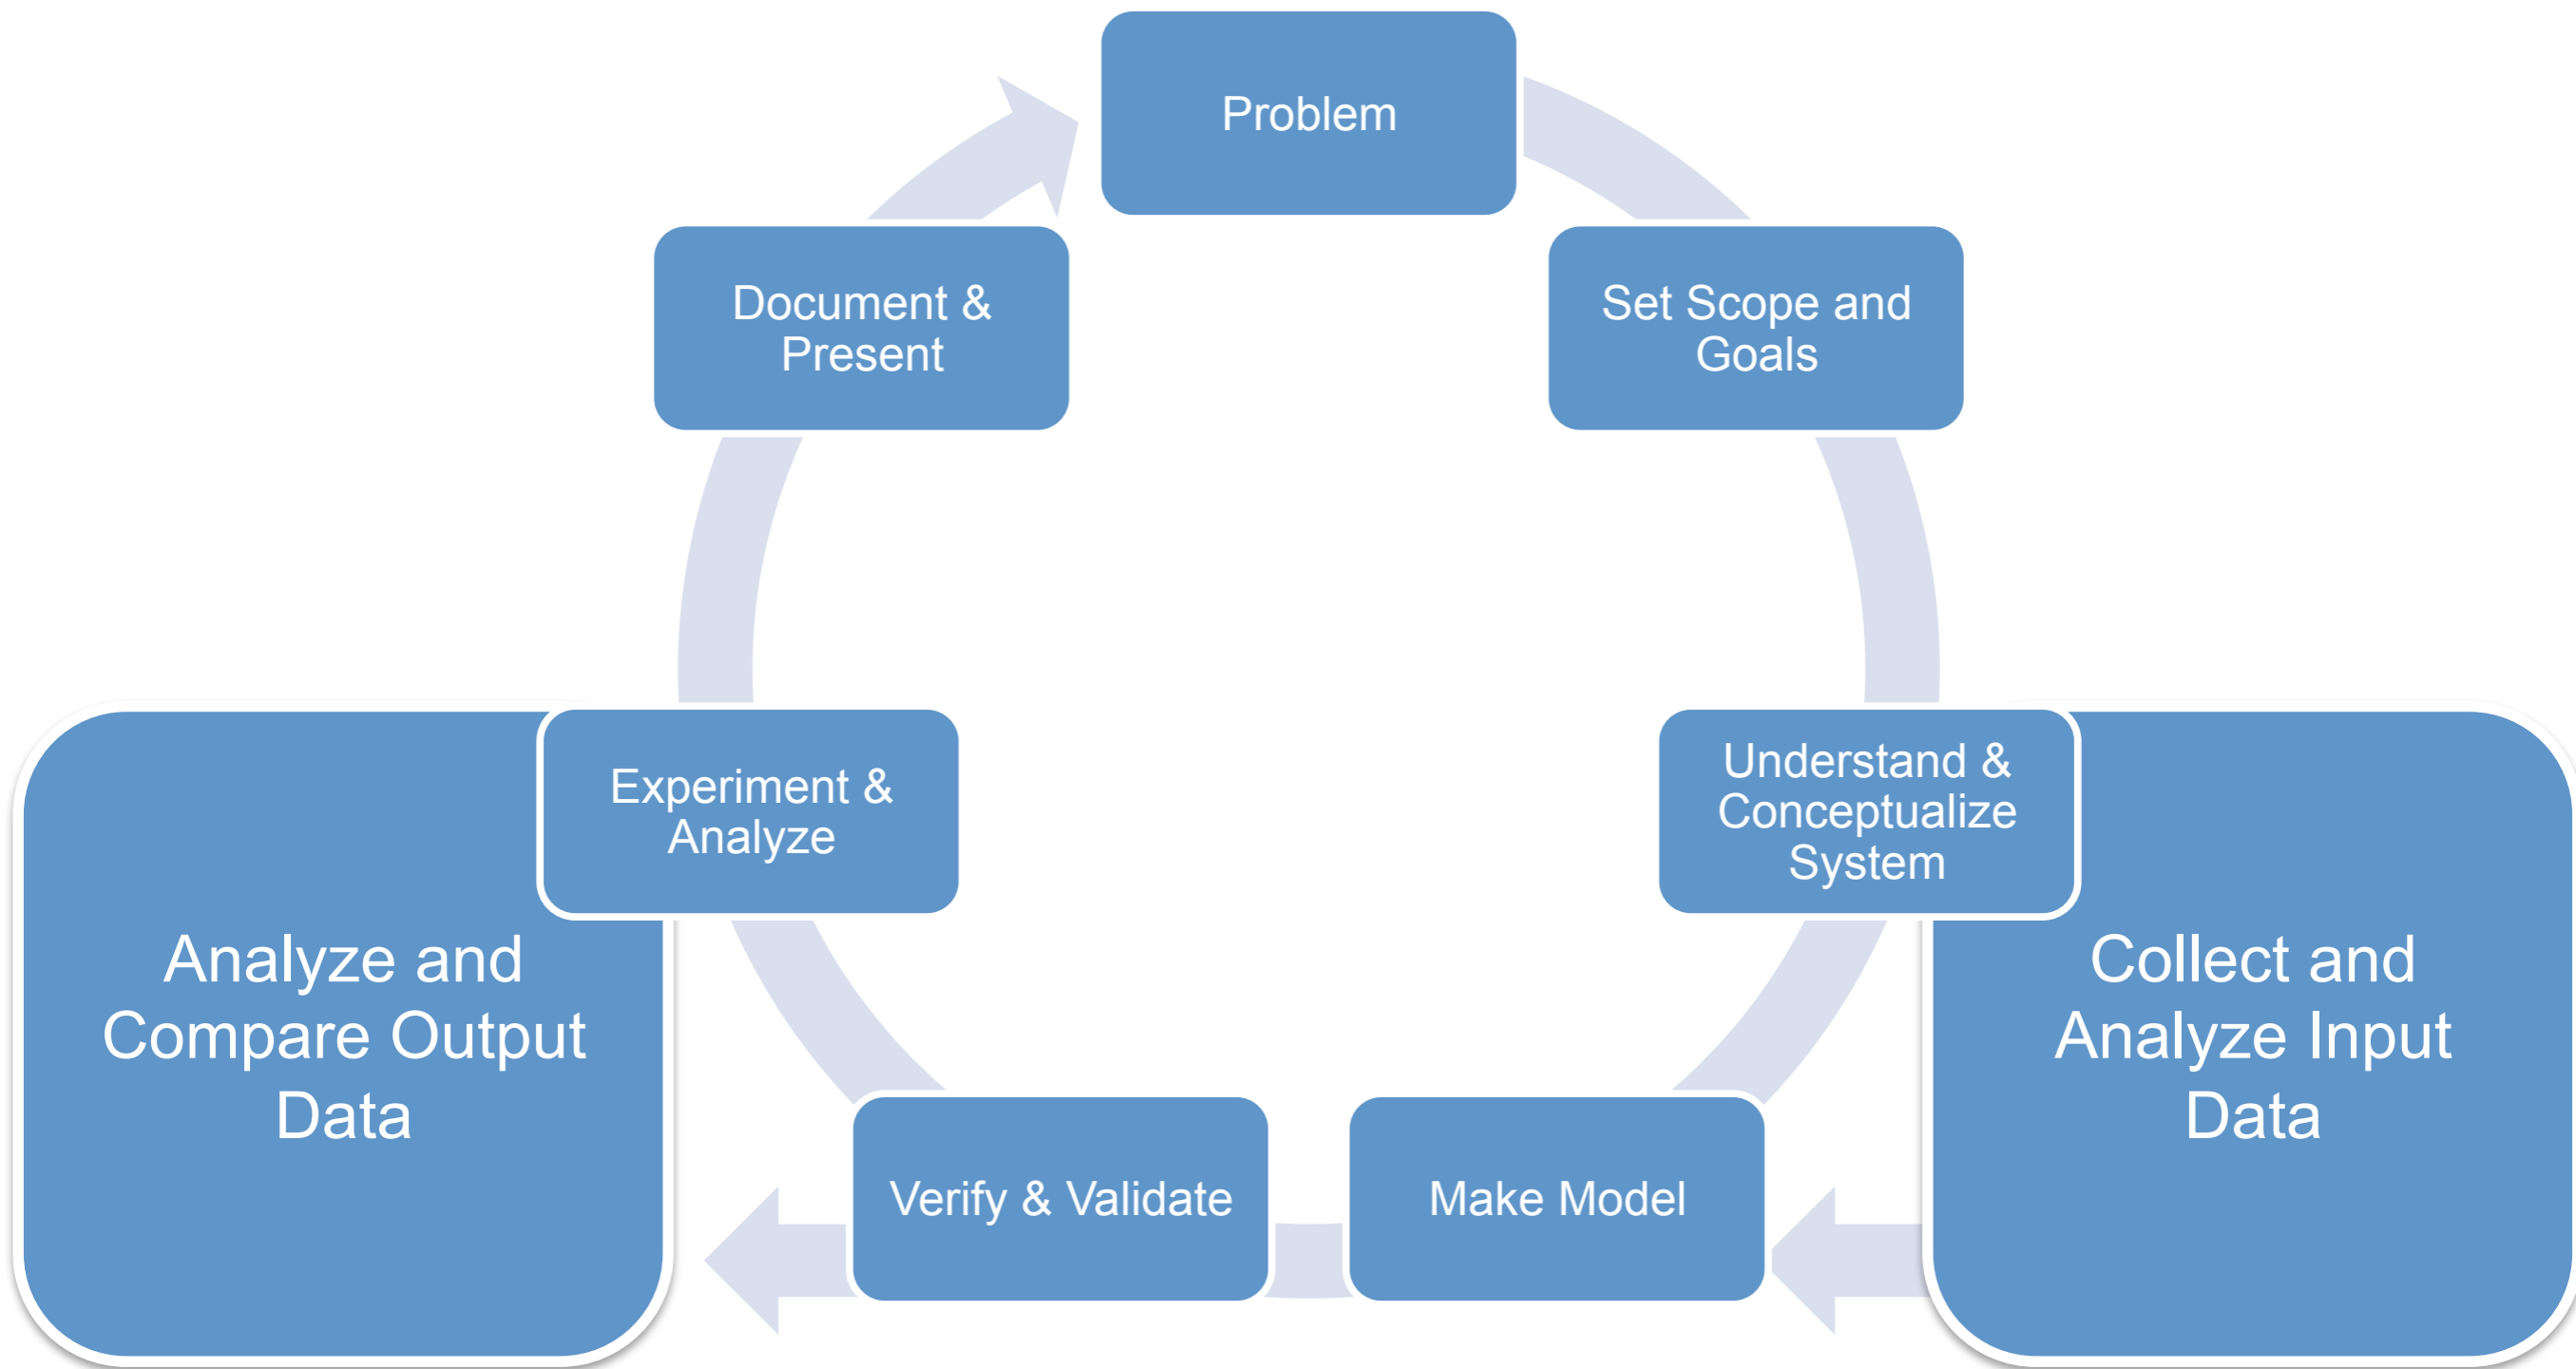 Problem
Set Scope and
Goals
Understand &
Conceptualize
System
Collect and
Analyze Input
Data
Make Model
Verify & Validate
Analyze and
Compare Output
Data
Experiment &
Analyze
Document &
Present